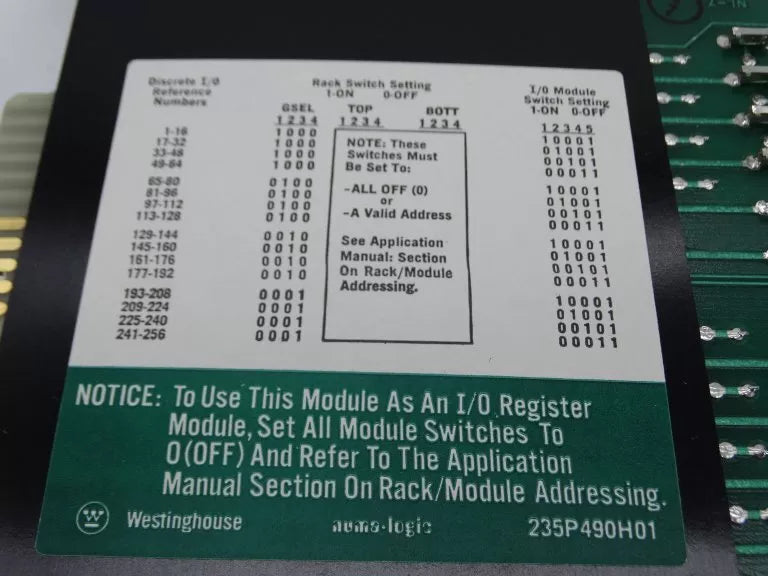 NL-7
Discrete I/O Reference Numbers
Rack Switch Setting
1-ON 0-OFF
I/O Module Switch Setting
1-ON 0-OFF
GSEL TOP BOTT
1 2 3 4 1 2 3 4 1 2 3 4 1 2 3 4 5
1-16 1 0 0 0 1 0 0 0 1
17-32 1 0 0 0 0 1 0 0 1
33-48 1 0 0 0 0 0 1 0 1
49-64 1 0 0 0 0 0 0 1 1
65-80 0 1 0 0 1 0 0 0 1
81-96 0 1 0 0 0 1 0 0 1
97-112 0 1 0 0 0 0 1 0 1
113-128 0 1 0 0 0 0 0 1 1
129-144 0 0 1 0 1 0 0 0 1
145-160 0 0 1 0 0 1 0 0 1
161-176 0 0 1 0 0 0 1 0 1
177-192 0 0 1 0 0 0 0 1 1
193-208 0 0 0 1 1 0 0 0 1
209-224 0 0 0 1 0 1 0 0 1
225-240 0 0 0 1 0 0 1 0 1
241-256 0 0 0 1 0 0 0 1 1
NOTE: These
Switches Must
Be Set To:
-ALL OFF (0)
or
-A Valid Address
See Application
Manual: Section
On Rack/Module
Addressing.
NOTICE: To Use This Module As An I/O Register
Module, Set All Module Switches To
0(OFF) And Refer To The Application
Manual Section On Rack/Module Addressing.
W Westinghouse numa-logic 235P490H01